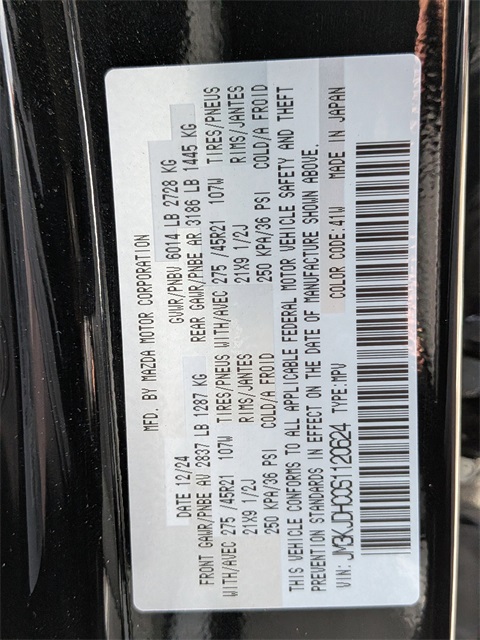 MFD. BY MAZDA MOTOR CORPORATION
DATE 12/24 GVWR/PNBV 6014 LB 2728 KG
FRONT GAWR/PNBE AV 2837 LB 1287 KG REAR GAWR/PNBE AR 3186 LB 1445 KG
WITH/AVEC 275 /45R21 107W TIRES/PNEUS WITH/AVEC 275 /45R21 107W TIRES/PNEUS
21X9 1/2J RIMS/JANTES 21X9 1/2J RIMS/JANTES
250 KPA/36 PSI COLD/A FROID 250 KPA/36 PSI COLD/A FROID
THIS VEHICLE CONFORMS TO ALL APPLICABLE FEDERAL MOTOR VEHICLE SAFETY AND THEFT
PREVENTION STANDARDS IN EFFECT ON THE DATE OF MANUFACTURE SHOWN ABOVE.
VIN: JM3KJDHC0S1120624 TYPE:MPV COLOR CODE:41W MADE IN JAPAN